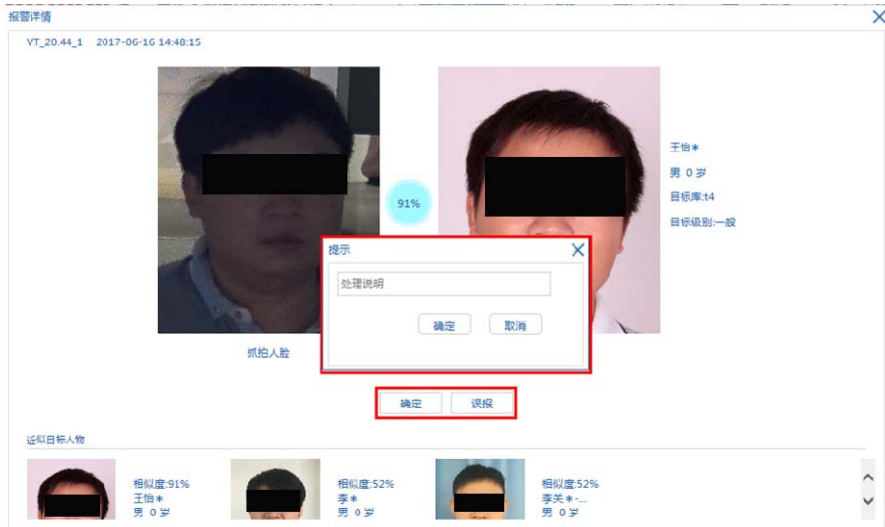 报警详情
VT_20.44_1 2017-06-16 14:48:15
91%
王怡*
男 0 岁
目标库:t4
目标级别:一般
提示
处理说明
确定 取消
抓拍人脸
确定 误报
近似目标人物
相似度:91%
王怡*
男 0 岁
相似度:52%
李*
男 0 岁
相似度:52%
李关*-...
男 0 岁